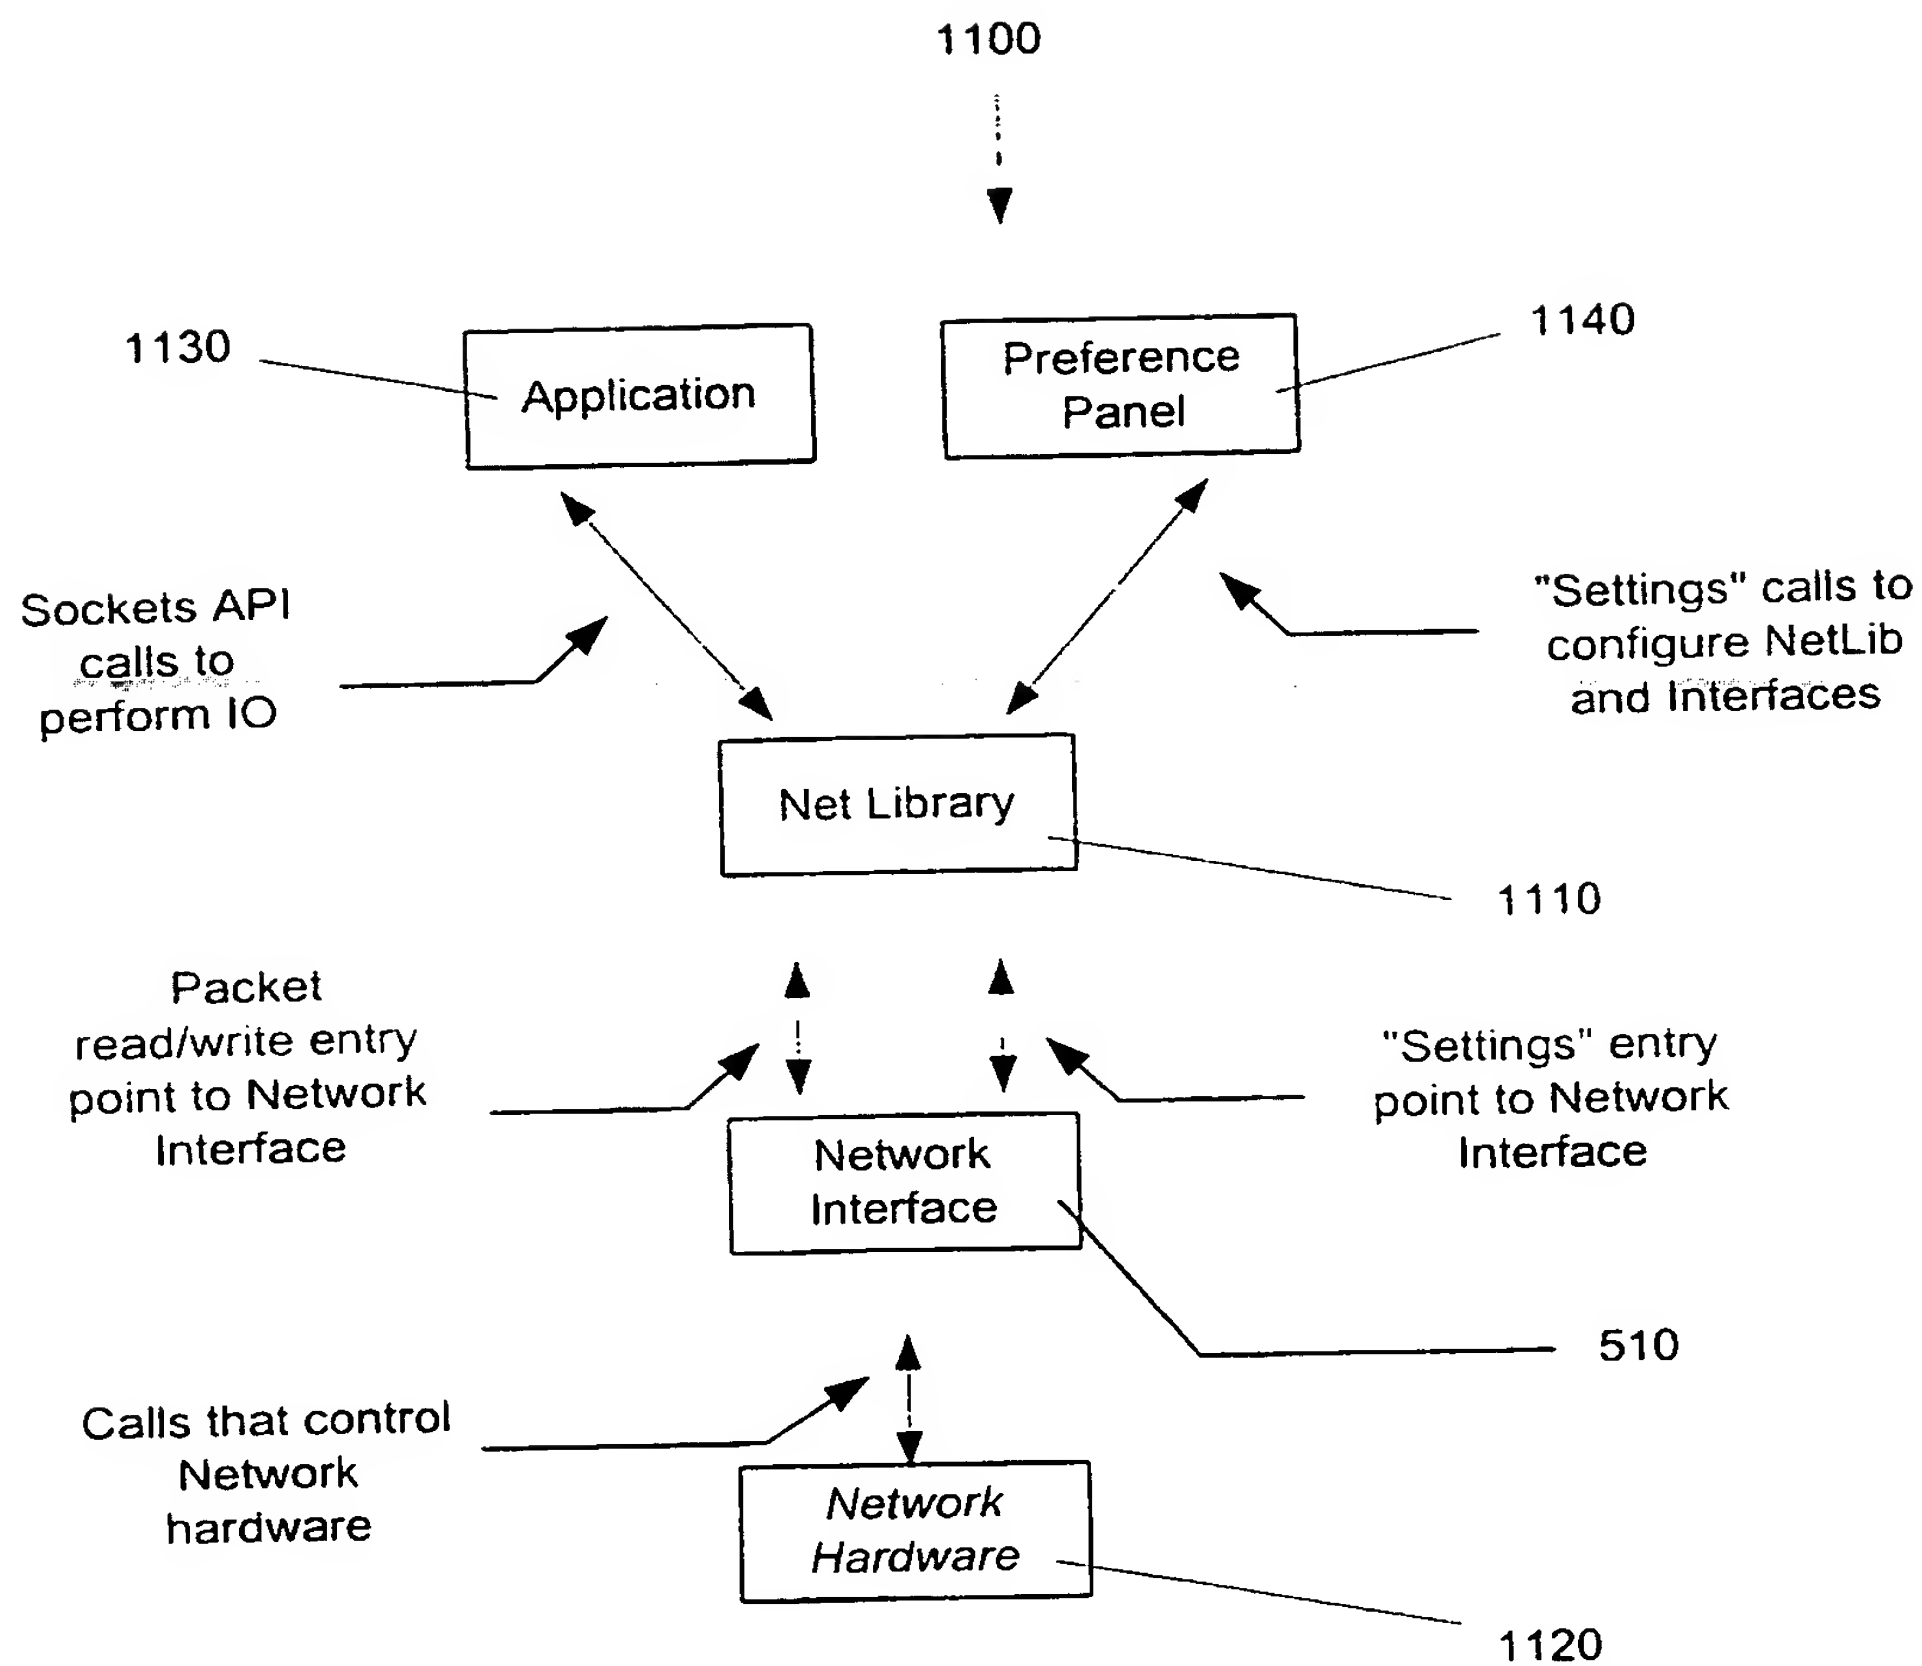 1100
1130
Application
Preference
Panel
1140
Sockets API
calls to
perform IO
"Settings" calls to
configure NetLib
and Interfaces
Net Library
1110
Packet
read/write entry
point to Network
Interface
"Settings" entry
point to Network
Interface
Network
Interface
510
Calls that control
Network
hardware
Network
Hardware
1120